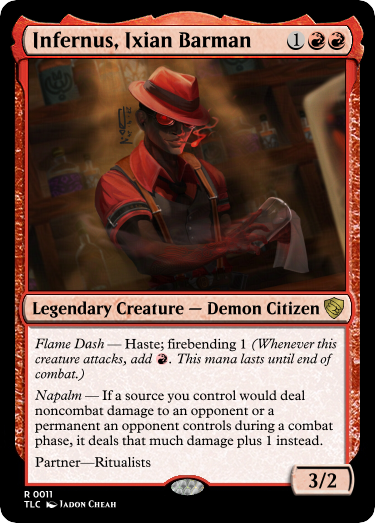 Infernus, Ixian Barman 1
Legendary Creature — Demon Citizen
Flame Dash — Haste; firebending 1 (Whenever this
creature attacks, add . This mana lasts until end of
combat.)
Napalm — If a source you control would deal
noncombat damage to an opponent or a
permanent an opponent controls during a combat
phase, it deals that much damage plus 1 instead.
Partner—Ritualists
3/2
R 0011
TLC Jadon Cheah